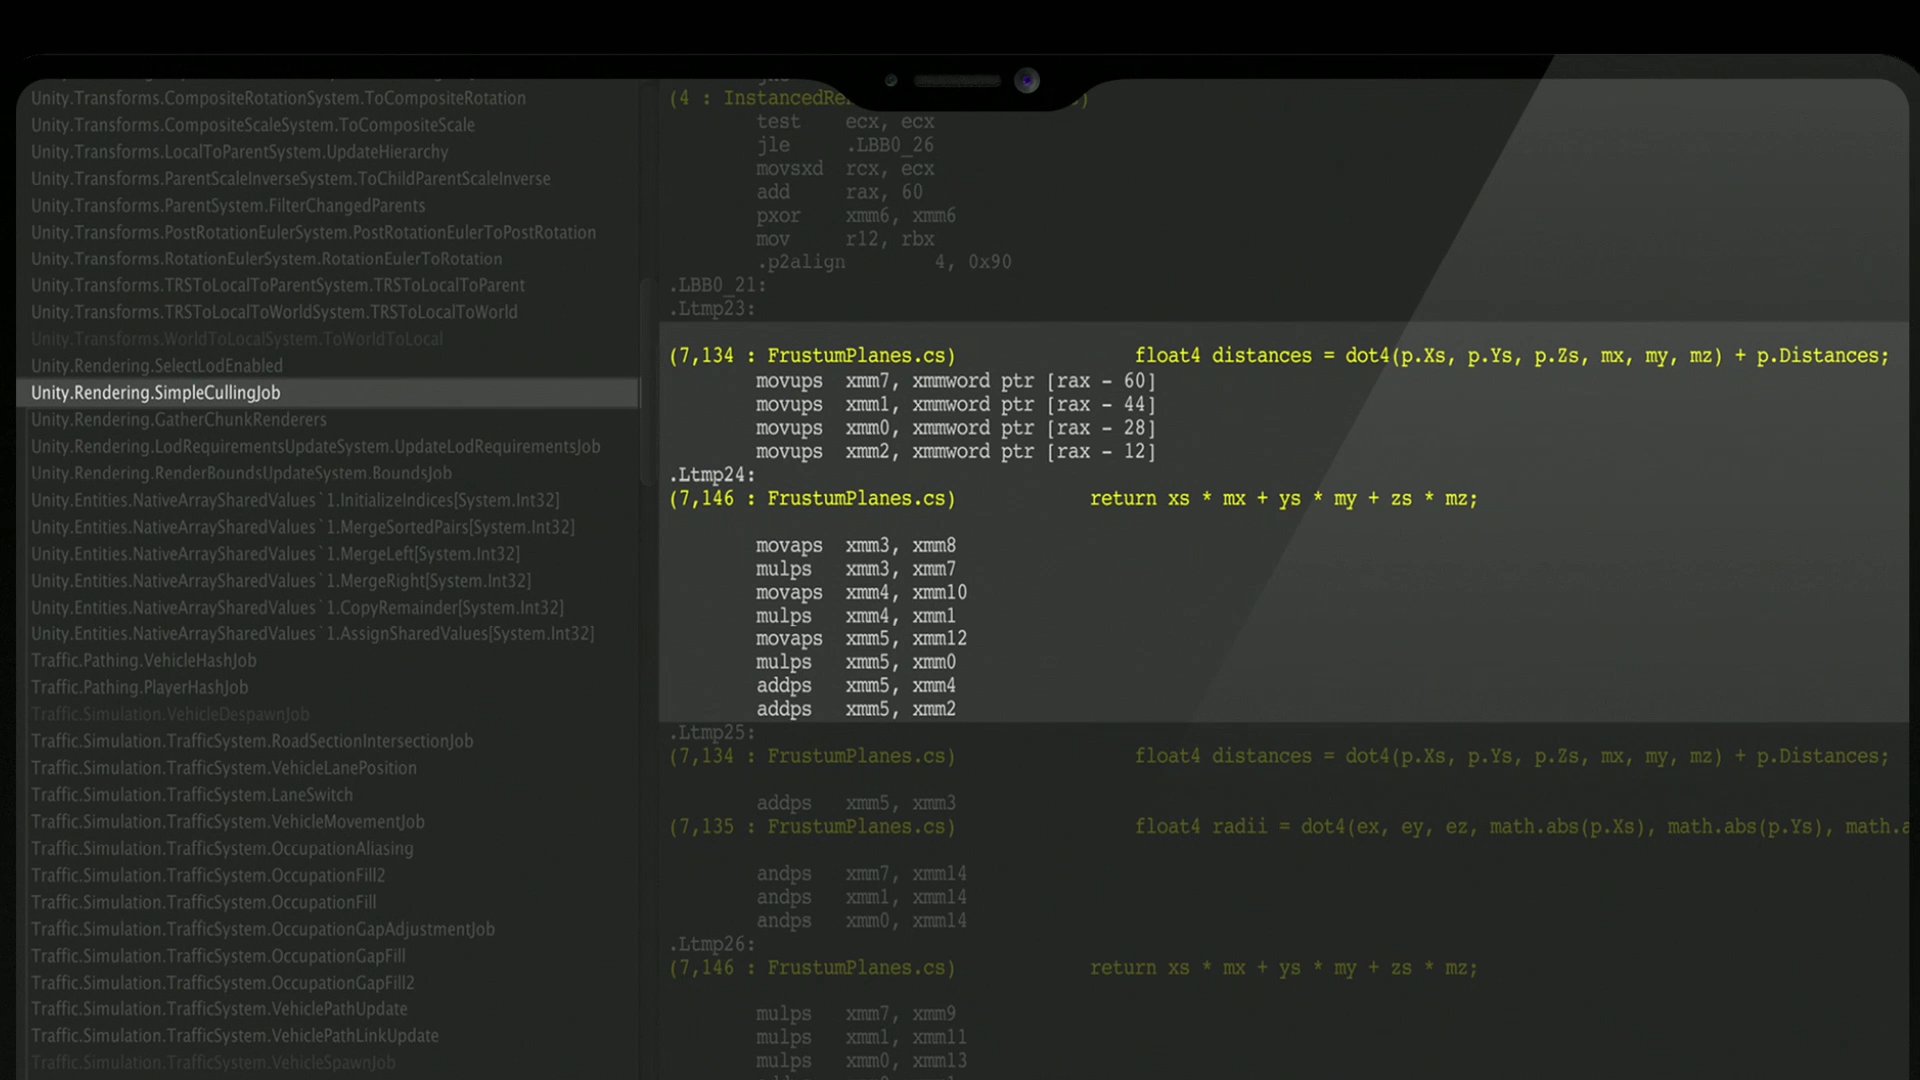 Unity.Transforms.CompositeRotationSystem.ToCompositeRotation
Unity.Transforms.CompositeScaleSystem.ToCompositeScale
Unity.Transforms.LocalToParentSystem.UpdateHierarchy
Unity.Transforms.ParentScaleInverseSystem.ToChildParentScaleInverse
Unity.Transforms.ParentSystem.FilterChangedParents
Unity.Transforms.PostRotationEulerSystem.PostRotationEulerToPostRotation
Unity.Transforms.RotationEulerSystem.RotationEulerToRotation
Unity.Transforms.TRSToLocalToParentSystem.TRSToLocalToParent
Unity.Transforms.TRSToLocalToWorldSystem.TRSToLocalToWorld
Unity.Transforms.WorldToLocalSystem.ToWorldToLocal
Unity.Rendering.SelectLodEnabled
Unity.Rendering.SimpleCullingJob
Unity.Rendering.GatherChunkRenderers
Unity.Rendering.LodRequirementsUpdateSystem.UpdateLodRequirementsJob
Unity.Rendering.RenderBoundsUpdateSystem.BoundsJob
Unity.Entities.NativeArraySharedValues`1.InitializeIndices[System.Int32]
Unity.Entities.NativeArraySharedValues`1.MergeSortedPairs[System.Int32]
Unity.Entities.NativeArraySharedValues`1.MergeLeft[System.Int32]
Unity.Entities.NativeArraySharedValues`1.MergeRight[System.Int32]
Unity.Entities.NativeArraySharedValues`1.CopyRemainder[System.Int32]
Unity.Entities.NativeArraySharedValues`1.AssignSharedValues[System.Int32]
Traffic.Pathing.VehicleHashJob
Traffic.Pathing.PlayerHashJob
Traffic.Simulation.VehicleDespawnJob
Traffic.Simulation.TrafficSystem.RoadSectionIntersectionJob
Traffic.Simulation.TrafficSystem.VehicleLanePosition
Traffic.Simulation.TrafficSystem.LaneSwitch
Traffic.Simulation.TrafficSystem.VehicleMovementJob
Traffic.Simulation.TrafficSystem.OccupationAliasing
Traffic.Simulation.TrafficSystem.OccupationFill2
Traffic.Simulation.TrafficSystem.OccupationFill
Traffic.Simulation.TrafficSystem.OccupationGapAdjustmentJob
Traffic.Simulation.TrafficSystem.OccupationGapFill
Traffic.Simulation.TrafficSystem.OccupationGapFill2
Traffic.Simulation.TrafficSystem.VehiclePathUpdate
Traffic.Simulation.TrafficSystem.VehiclePathLinkUpdate
Traffic.Simulation.TrafficSystem.VehicleSpawnJob
(4 : )
test ecx, ecx
jle .LBB0_26
movsxd rcx, ecx
add rax, 60
pxor xmm6, xmm6
mov r12, rbx
.p2align 4, 0x90
.LBB0_21:
.Ltmp23:
(7,134 : FrustumPlanes.cs) float4 distances = dot4(p.Xs, p.Ys, p.Zs, mx, my, mz) + p.Distances;
movups xmm7, xmmword ptr [rax - 60]
movups xmm1, xmmword ptr [rax - 44]
movups xmm0, xmmword ptr [rax - 28]
movups xmm2, xmmword ptr [rax - 12]
.Ltmp24:
(7,146 : FrustumPlanes.cs) return xs * mx + ys * my + zs * mz;
movaps xmm3, xmm8
mulps xmm3, xmm7
movaps xmm4, xmm10
mulps xmm4, xmm1
movaps xmm5, xmm12
mulps xmm5, xmm0
addps xmm5, xmm4
addps xmm5, xmm2
.Ltmp25:
(7,134 : FrustumPlanes.cs) float4 distances = dot4(p.Xs, p.Ys, p.Zs, mx, my, mz) + p.Distances;
addps xmm5, xmm3
(7,135 : FrustumPlanes.cs) float4 radii = dot4(ex, ey, ez, math.abs(p.Xs), math.abs(p.Ys), math.a
andps xmm7, xmm14
andps xmm1, xmm14
andps xmm0, xmm14
.Ltmp26:
(7,146 : FrustumPlanes.cs) return xs * mx + ys * my + zs * mz;
mulps xmm7, xmm9
mulps xmm1, xmm11
mulps xmm0, xmm13